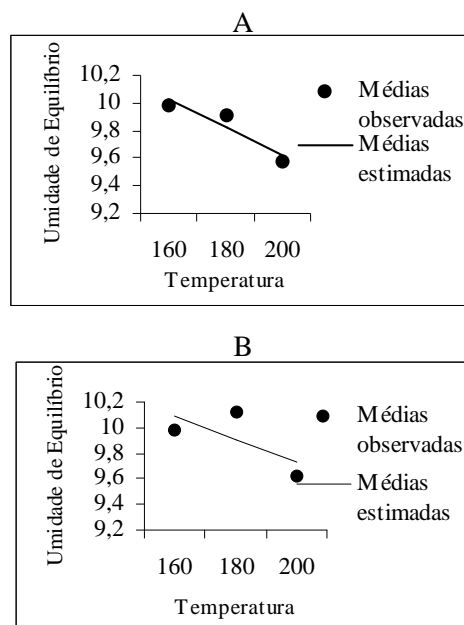 A
Umidade de Equilíbrio
10,2
10
9,8
9,6
9,4
9,2
160 180 200
Temperatura
Médias
observadas
Médias
estimadas
B
Umidade de Equilíbrio
10,2
10
9,8
9,6
9,4
9,2
160 180 200
Temperatura
Médias
observadas
Médias
estimadas